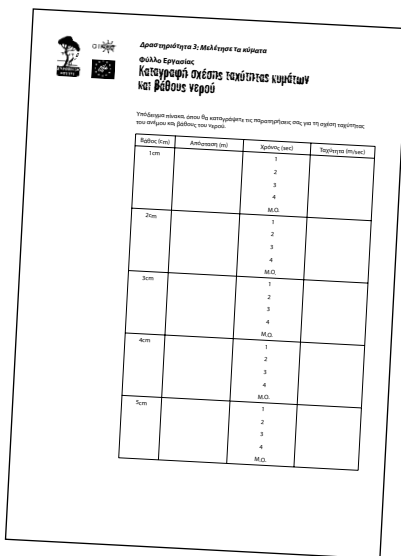 Δραστηριότητα 3: Μελέτησε τα κύματα
Φύλλο Εργασίας
Καταγραφή σχέσης ταχύτητας κυμάτων
και βάθους νερού
Υπόδειγμα πίνακα, όπου θα καταγράψετε τις παρατηρήσεις σας για τη σχέση ταχύτητας
του ανέμου και βάθους του νερού.
Βάθος (cm) Απόσταση (m) Χρόνος (sec) Ταχύτητα (m/sec)
1cm 1
2
3
4
Μ.Ο.
2cm 1
2
3
4
Μ.Ο.
3cm 1
2
3
4
Μ.Ο.
4cm 1
2
3
4
Μ.Ο.
5cm 1
2
3
4
Μ.Ο.